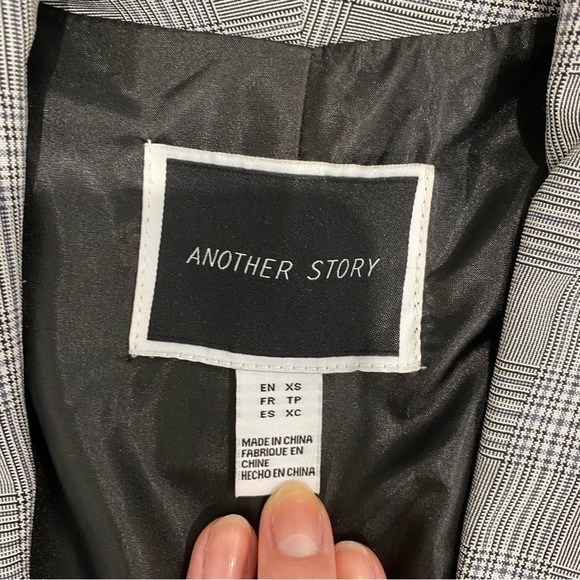 ANOTHER STORY
EN XS
FR TP
ES XC
MADE IN CHINA
FABRIQUE EN
CHINE
HECHO EN CHINA